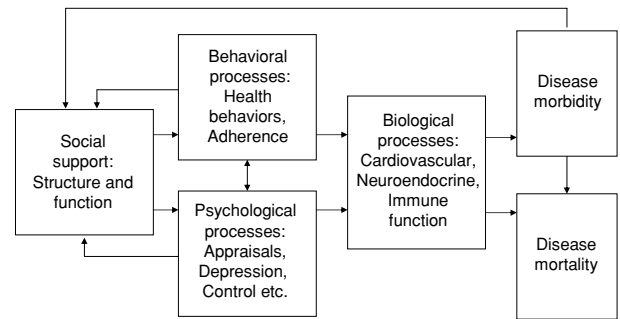 Social
support:
Structure and
function
Behavioral
processes:
Health
behaviors,
Adherence
Psychological
processes:
Appraisals,
Depression,
Control etc.
Biological
processes:
Cardiovascular,
Neuroendocrine,
Immune
function
Disease
morbidity
Disease
mortality